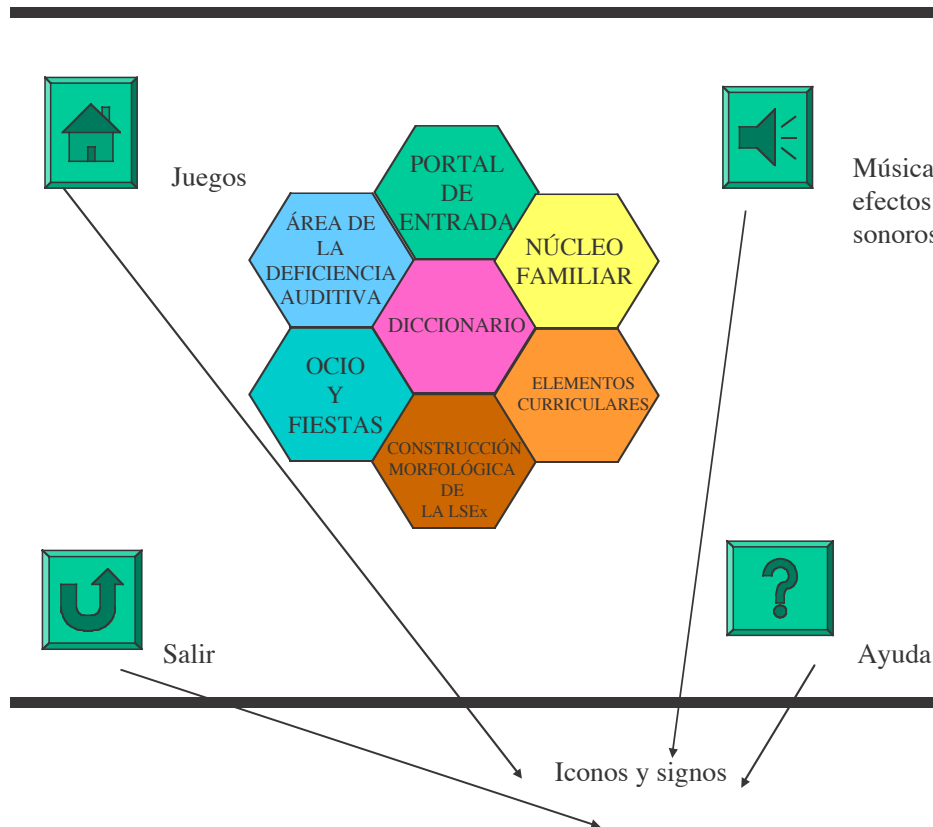 Juegos
Música
efectos
sonoros
PORTAL
DE
ENTRADA
ÁREA DE
LA
DEFICIENCIA
AUDITIVA
NÚCLEO
FAMILIAR
DICCIONARIO
OCIO
Y
FIESTAS
ELEMENTOS
CURRICULARES
CONSTRUCCIÓN
MORFOLÓGICA
DE
LA LSEx
Salir
Ayuda
Iconos y signos